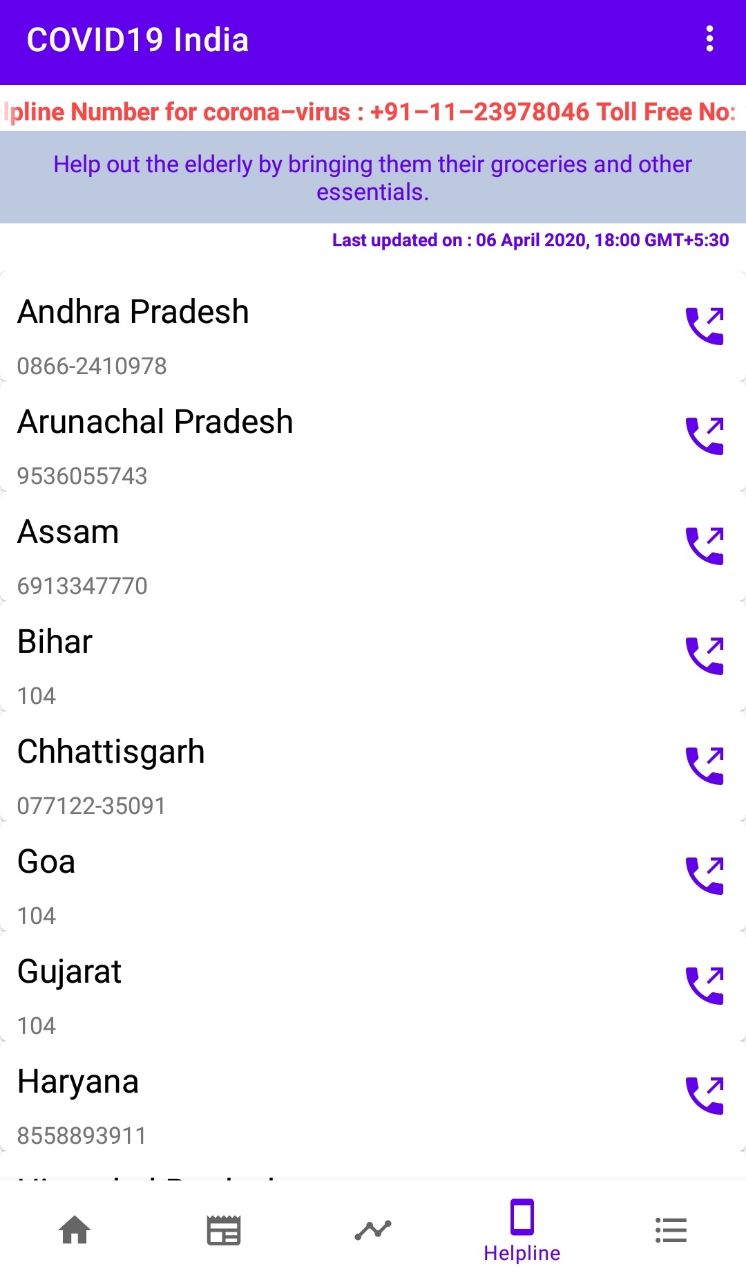 COVID19 India
pline Number for corona–virus : +91–11–23978046 Toll Free No:
Help out the elderly by bringing them their groceries and other
essentials.
Last updated on : 06 April 2020, 18:00 GMT+5:30
Andhra Pradesh
0866-2410978
Arunachal Pradesh
9536055743
Assam
6913347770
Bihar
104
Chhattisgarh
077122-35091
Goa
104
Gujarat
104
Haryana
8558893911
Helpline